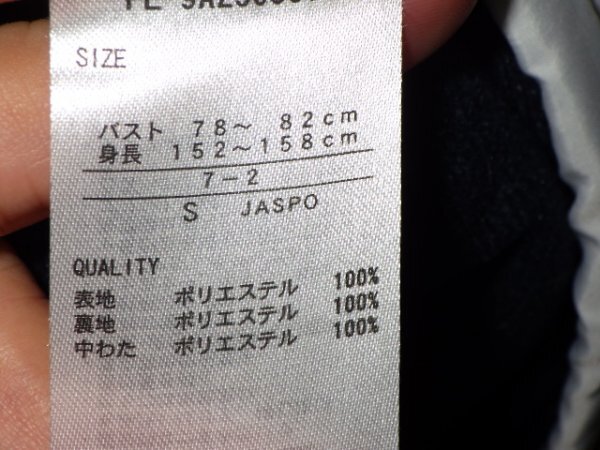 SIZE
バスト 78～ 82cm
身長 152～158cm
7-2
S JASPO
QUALITY
表地 ポリエステル 100%
裏地 ポリエステル 100%
中わた ポリエステル 100%